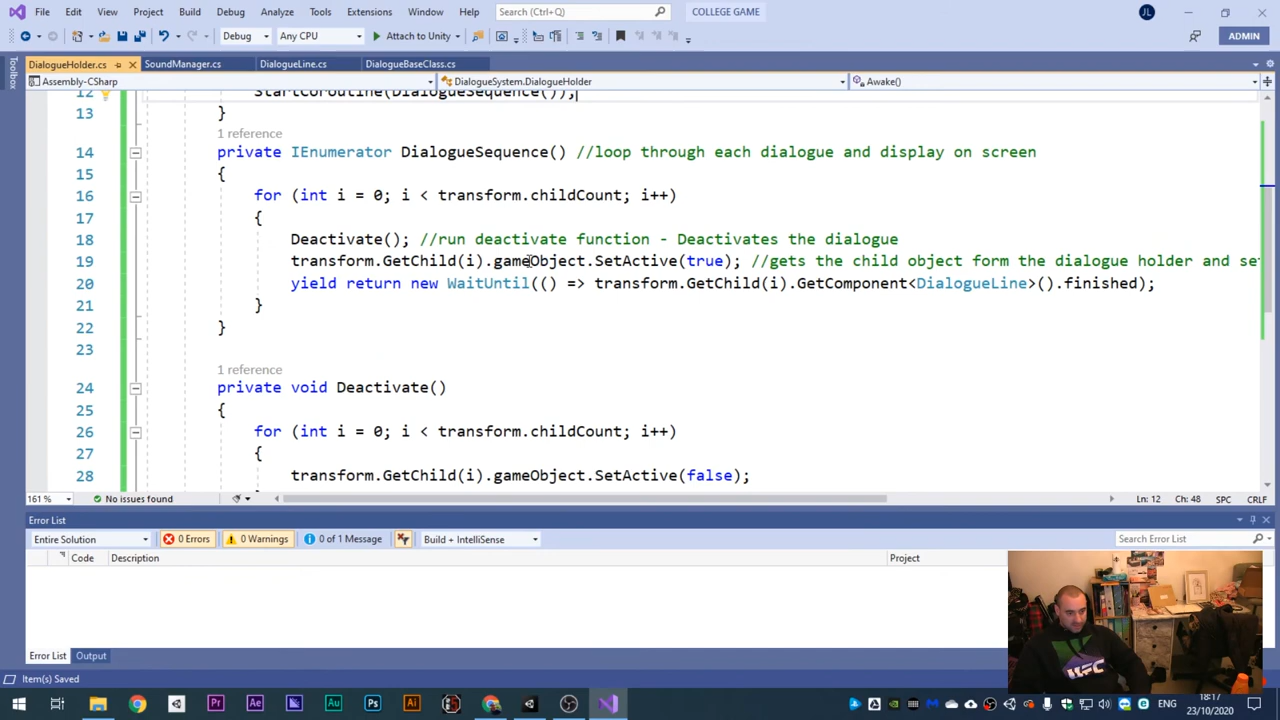 File Edit View Project Build Debug Analyze Tools Extensions Window Help Search (Ctrl+Q) COLLEGE GAME JL
Debug Any CPU Attach to Unity ADMIN
DialogueHolder.cs SoundManager.cs DialogueLine.cs DialogueBaseClass.cs
Toolbox
Assembly-CSharp DialogueSystem.DialogueHolder Awake()
12 StartCoroutine(DialogueSequence());
13 }
1 reference
14 private IEnumerator DialogueSequence() //loop through each dialogue and display on screen
15 {
16 for (int i = 0; i < transform.childCount; i++)
17 {
18 Deactivate(); //run deactivate function - Deactivates the dialogue
19 transform.GetChild(i).gameObject.SetActive(true); //gets the child object form the dialogue holder and se
20 yield return new WaitUntil(() => transform.GetChild(i).GetComponent<DialogueLine>().finished);
21 }
22 }
23
1 reference
24 private void Deactivate()
25 {
26 for (int i = 0; i < transform.childCount; i++)
27 {
28 transform.GetChild(i).gameObject.SetActive(false);
161 % No issues found Ln: 12 Ch: 48 SPC CRLF
Error List
Entire Solution 0 Errors 0 Warnings 0 of 1 Message Build + IntelliSense Search Error List
Code Description Project
Error List Output
Item(s) Saved
Pr Ae Au Ps Ai ENG 18:17
23/10/2020